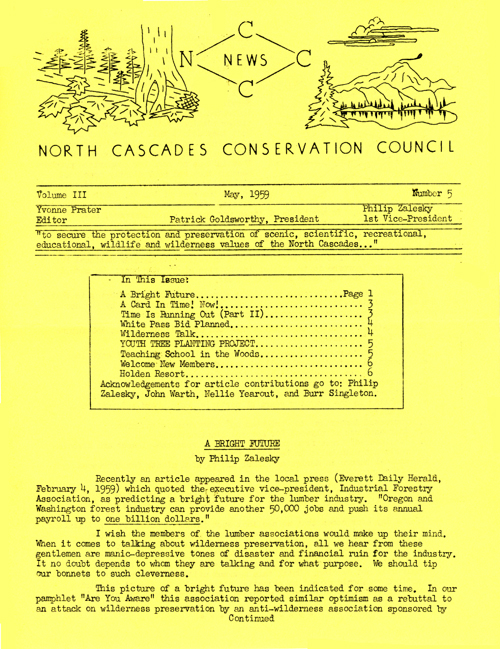 C
N NEWS C
C
NORTH CASCADES CONSERVATION COUNCIL
Volume III May, 1959 Number 5
Yvonne Prater Philip Zalesky
Editor Patrick Goldsworthy, President 1st Vice-President
"to secure the protection and preservation of scenic, scientific, recreational,
educational, wildlife and wilderness values of the North Cascades..."
In This Issue:
A Bright Future............................Page 1
A Card In Time! Now!........................... 3
Time Is Running Out (Part II).................. 3
White Pass Bid Planned......................... 4
Wilderness Talk................................ 4
YOUTH TREE PLANTING PROJECT.................... 5
Teaching School in the Woods................... 5
Welcome New Members............................ 6
Holden Resort.................................. 6
Acknowledgements for article contributions go to: Philip
Zalesky, John Warth, Nellie Yearout, and Burr Singleton.
A BRIGHT FUTURE
by Philip Zalesky
Recently an article appeared in the local press (Everett Daily Herald,
February 4, 1959) which quoted the executive vice-president, Industrial Forestry
Association, as predicting a bright future for the lumber industry. "Oregon and
Washington forest industry can provide another 50,000 jobs and push its annual
payroll up to one billion dollars."
I wish the members of the lumber associations would make up their mind.
When it comes to talking about wilderness preservation, all we hear from these
gentlemen are manic-depressive tones of disaster and financial ruin for the industry.
It no doubt depends to whom they are talking and for what purpose. We should tip
our bonnets to such cleverness.
This picture of a bright future has been indicated for some time. In our
pamphlet "Are You Aware" this association reported similar optimism as a rebuttal to
an attack on wilderness preservation by an anti-wilderness association sponsored by
Continued